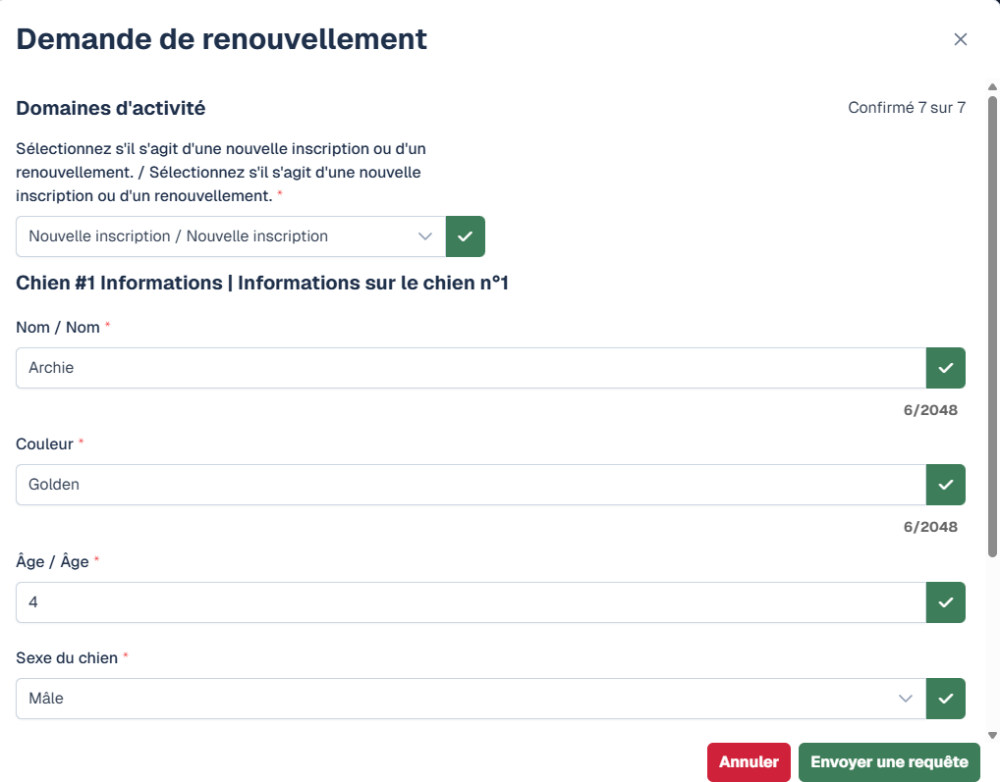 Demande de renouvellement
Domaines d'activité
Confirmé 7 sur 7
Sélectionnez s'il s'agit d'une nouvelle inscription ou d'un
renouvellement. / Sélectionnez s'il s'agit d'une nouvelle
inscription ou d'un renouvellement. *
Nouvelle inscription / Nouvelle inscription
Chien #1 Informations | Informations sur le chien n°1
Nom / Nom *
Archie
6/2048
Couleur *
Golden
6/2048
Âge / Âge *
4
Sexe du chien *
Mâle
Annuler
Envoyer une requête